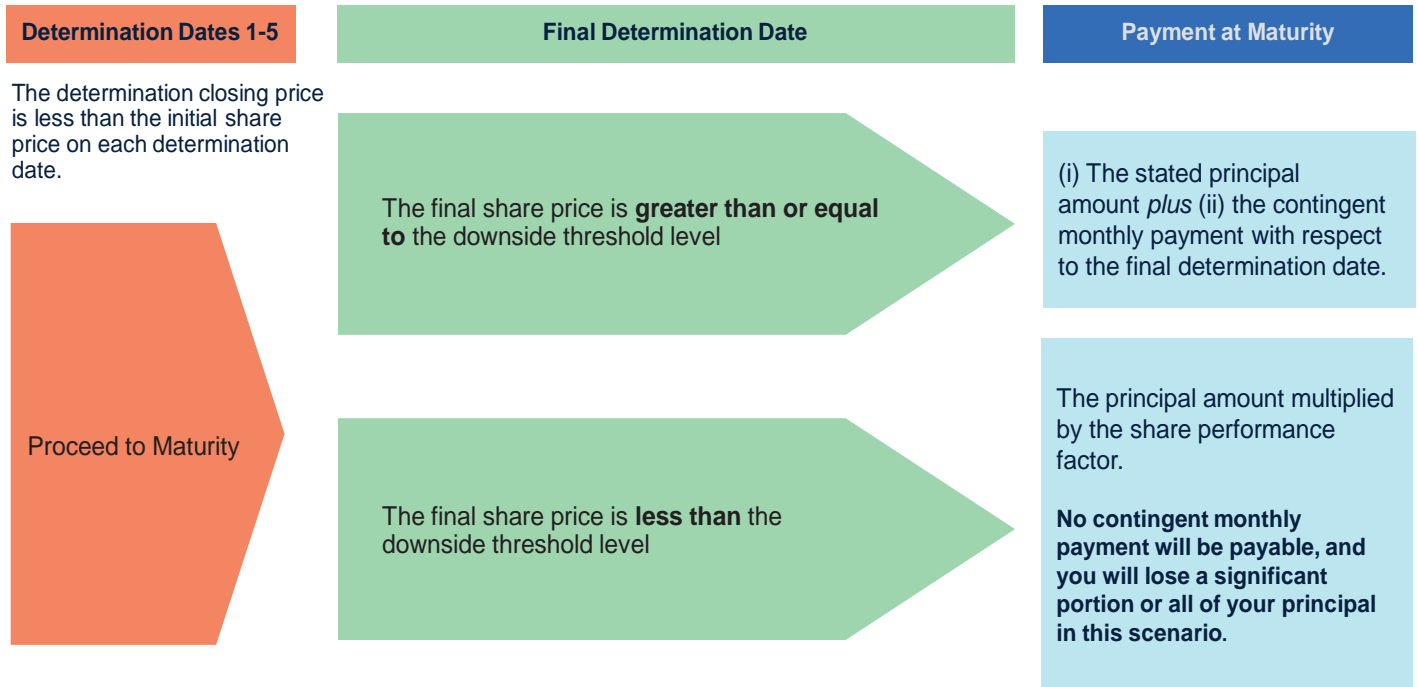 Determination Dates 1-5
Final Determination Date
Payment at Maturity
The determination closing price
is less than the initial share
price on each determination
date.
Proceed to Maturity
The final share price is greater than or equal
to the downside threshold level
(i) The stated principal
amount plus (ii) the contingent
monthly payment with respect
to the final determination date.
The final share price is less than the
downside threshold level
The principal amount multiplied
by the share performance
factor.
No contingent monthly
payment will be payable, and
you will lose a significant
portion or all of your principal
in this scenario.